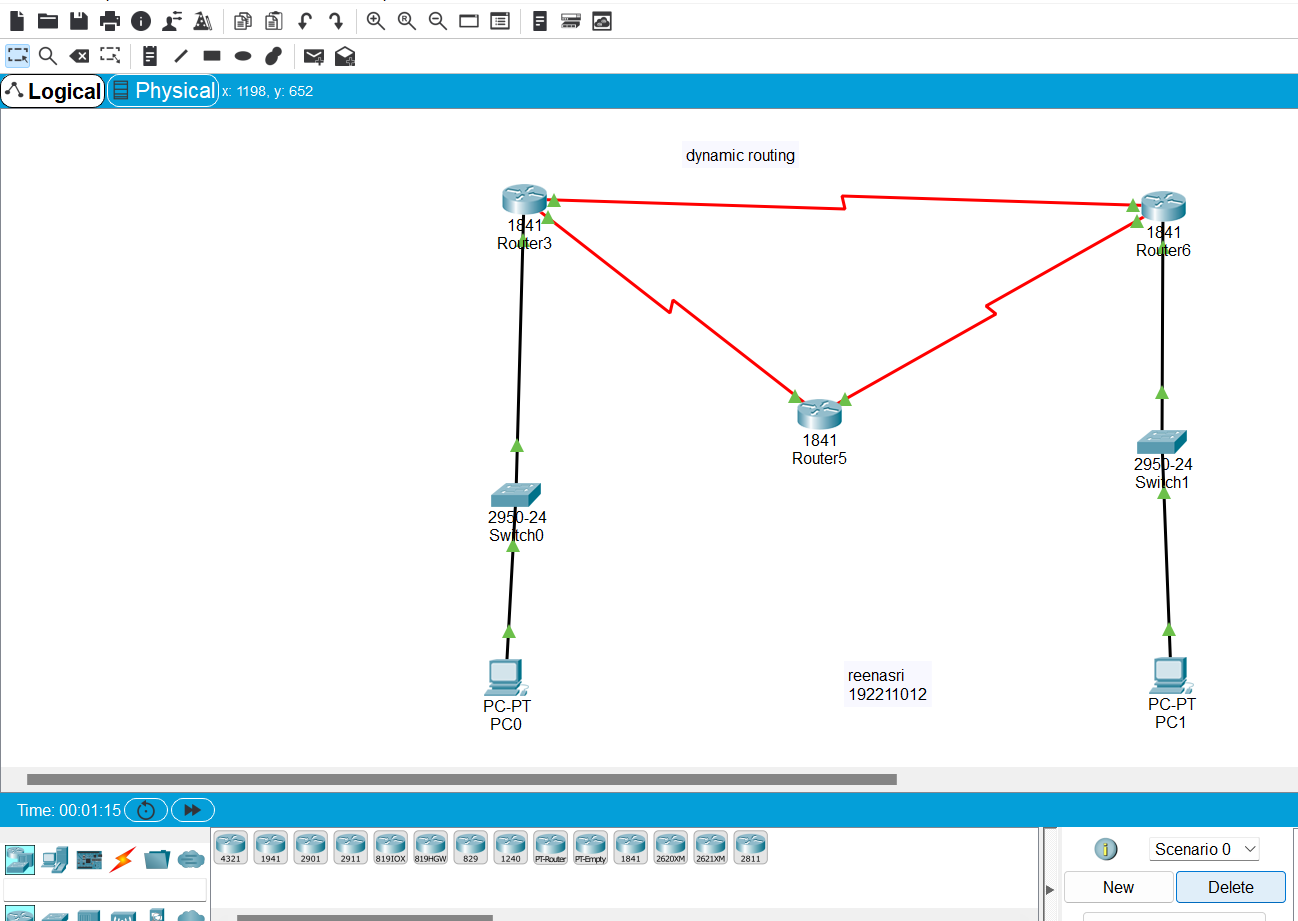 Logical Physical x: 1198, y: 652
dynamic routing
1841
Router3
1841
Router6
1841
Router5
2950-24
Switch1
2950-24
Switch0
reenasri
192211012
PC-PT
PC0
PC-PT
PC1
Time: 00:01:15
4321 1941 2901 2911 819IOX 819HGW 829 1240 PT-Router PT-Empty 1841 2620XM 2621XM 2811
Scenario 0
New Delete